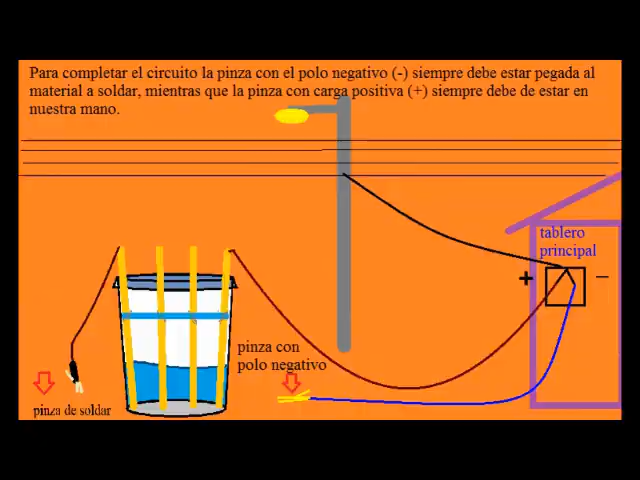 Para completar el circuito la pinza con el polo negativo (-) siempre debe estar pegada al
material a soldar, mientras que la pinza con carga positiva (+) siempre debe de estar en
nuestra mano.
tablero
principal
+ −
pinza con
polo negativo
pinza de soldar